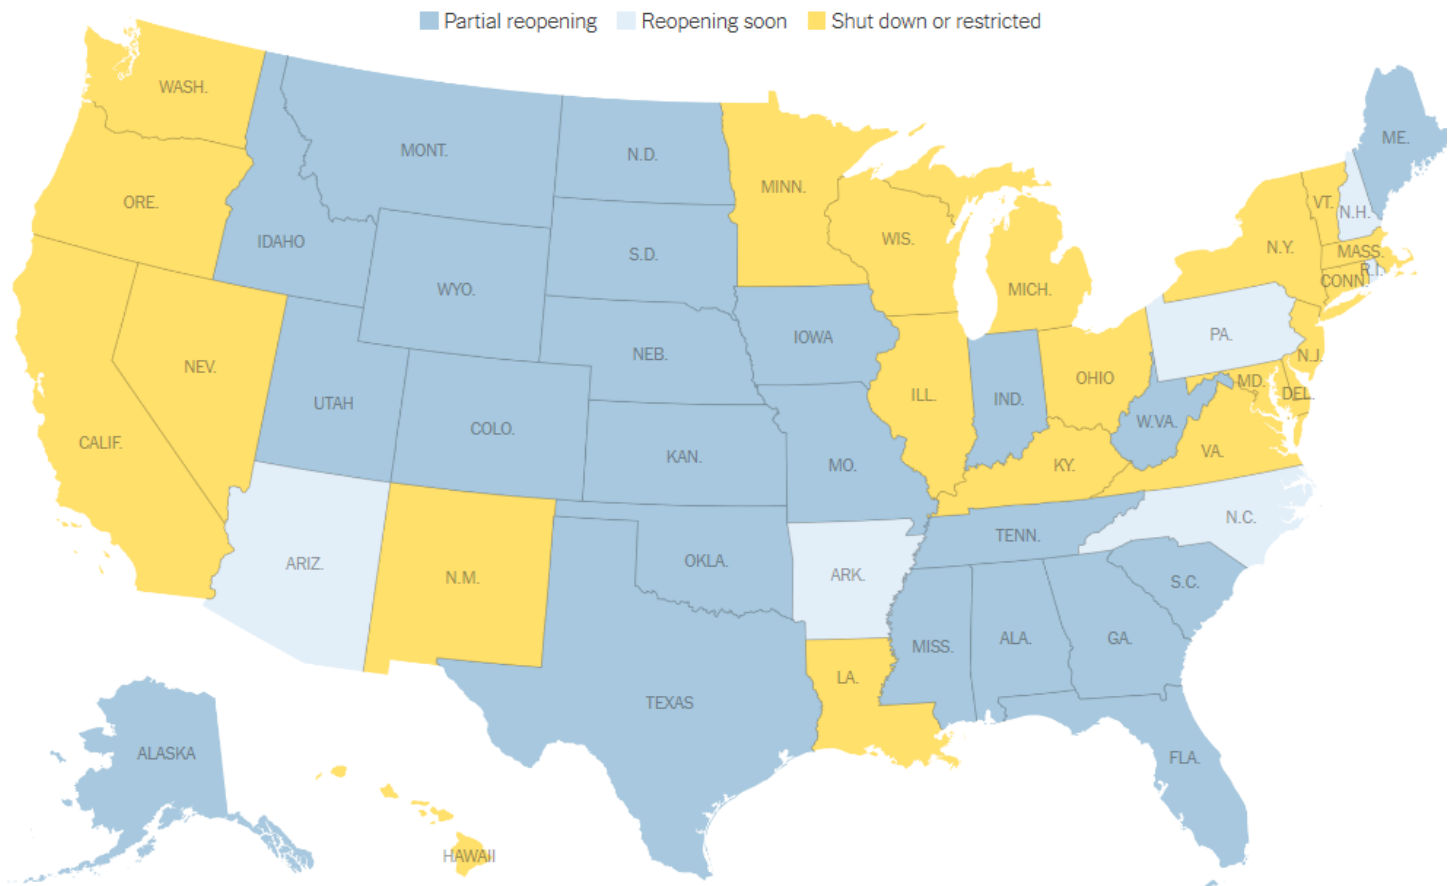 Partial reopening
Reopening soon
Shut down or restricted
WASH.
MONT.
N.D.
MINN.
ME.
ORE.
IDAHO
WYO.
S.D.
WIS.
MICH.
N.Y.
VT.
N.H.
MASS.
R.I.
CONN.
NEV.
UTAH
COLO.
NEB.
IOWA
ILL.
IND.
OHIO
PA.
N.J.
MD.
DEL.
W.VA.
VA.
CALIF.
KAN.
MO.
KY.
N.C.
ARIZ.
N.M.
OKLA.
ARK.
TENN.
S.C.
MISS.
ALA.
GA.
TEXAS
LA.
FLA.
ALASKA
HAWAII